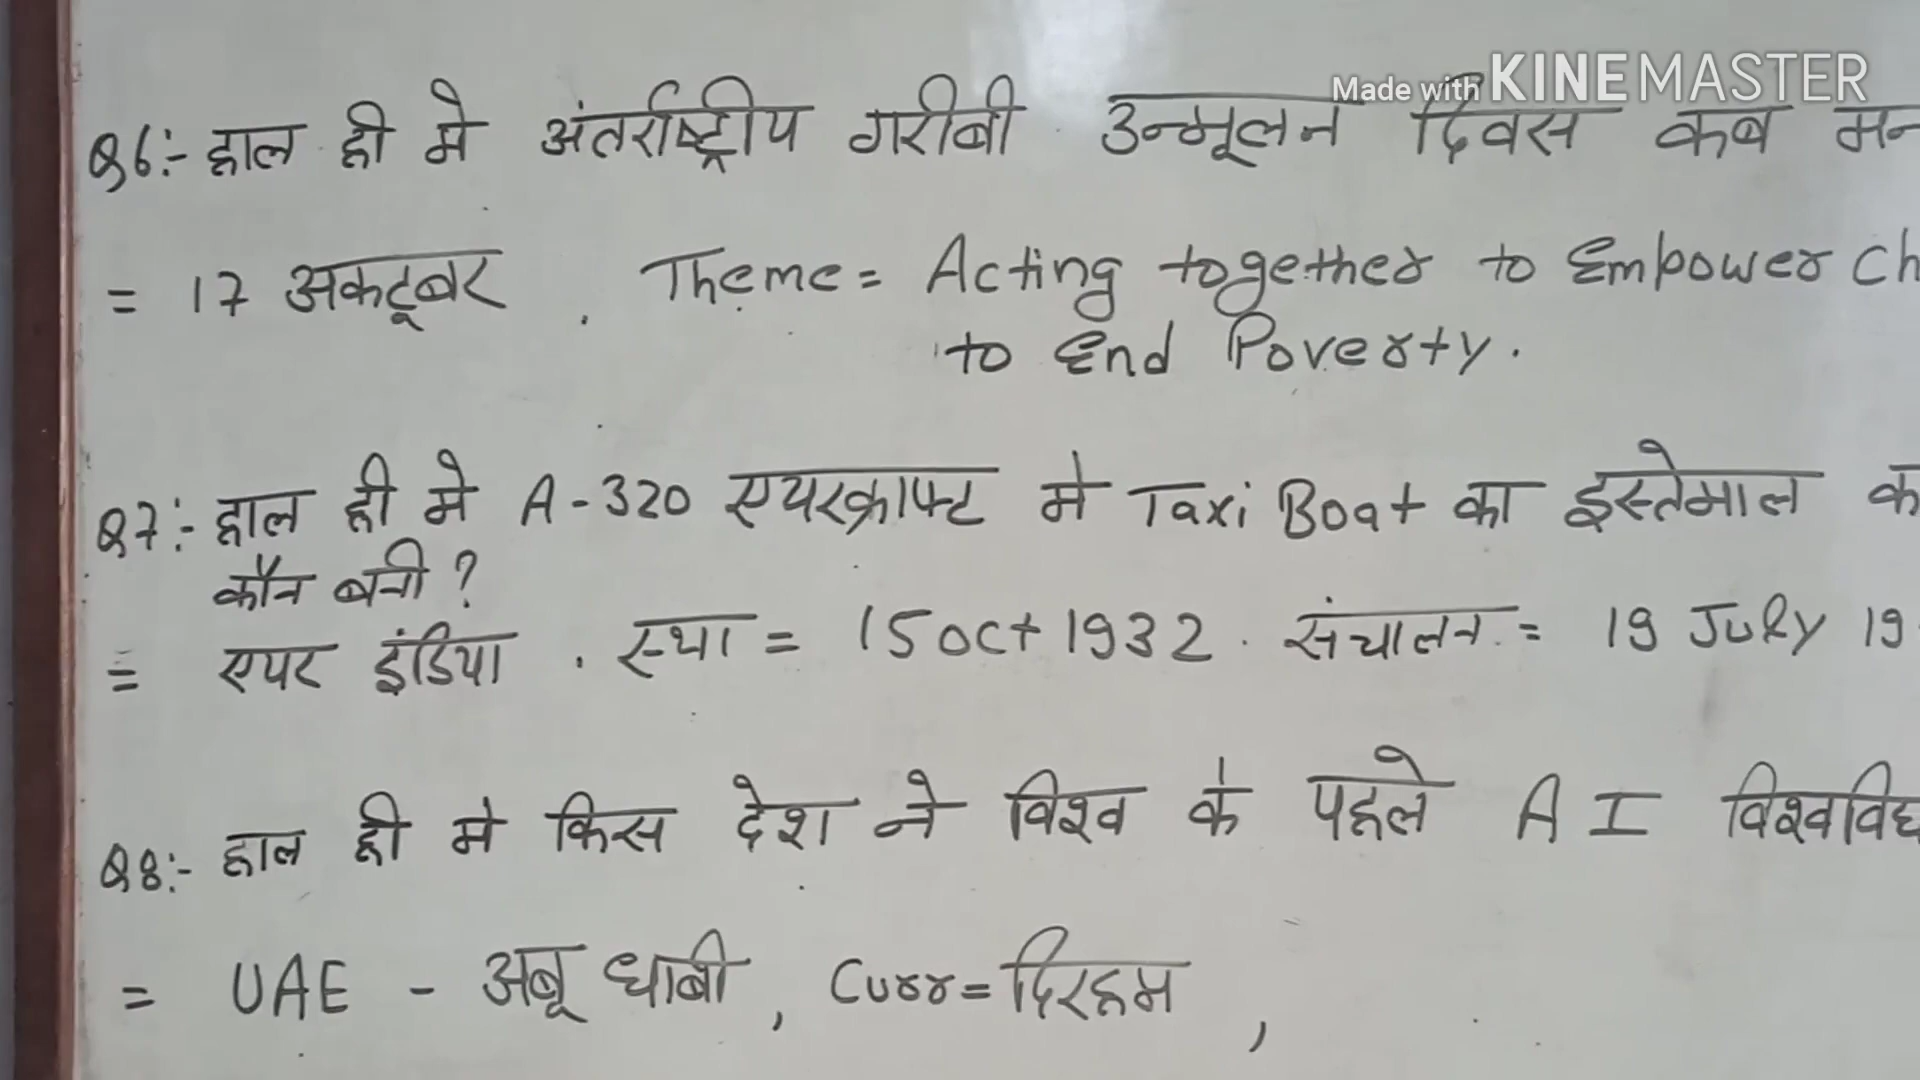 Made with KINEMASTER
Q6:- हाल ही मे अंतर्राष्ट्रीय गरीबी उन्मूलन दिवस कब मन
= 17 अकटूबर . Theme = Acting together to Empower Ch
to End Poverty.
Q7:- हाल ही मे A-320 एयरक्राफ्ट मे Taxi Boat का इस्तेमाल क
कौन बनी ?
= एयर इंडिया . स्था = 15 Oct 1932 . संचालन = 19 July 19
Q8:- हाल ही मे किस देश ने विश्व के पहले AI विश्वविद्य
= UAE - अबू धाबी , Curr = दिरहम ,